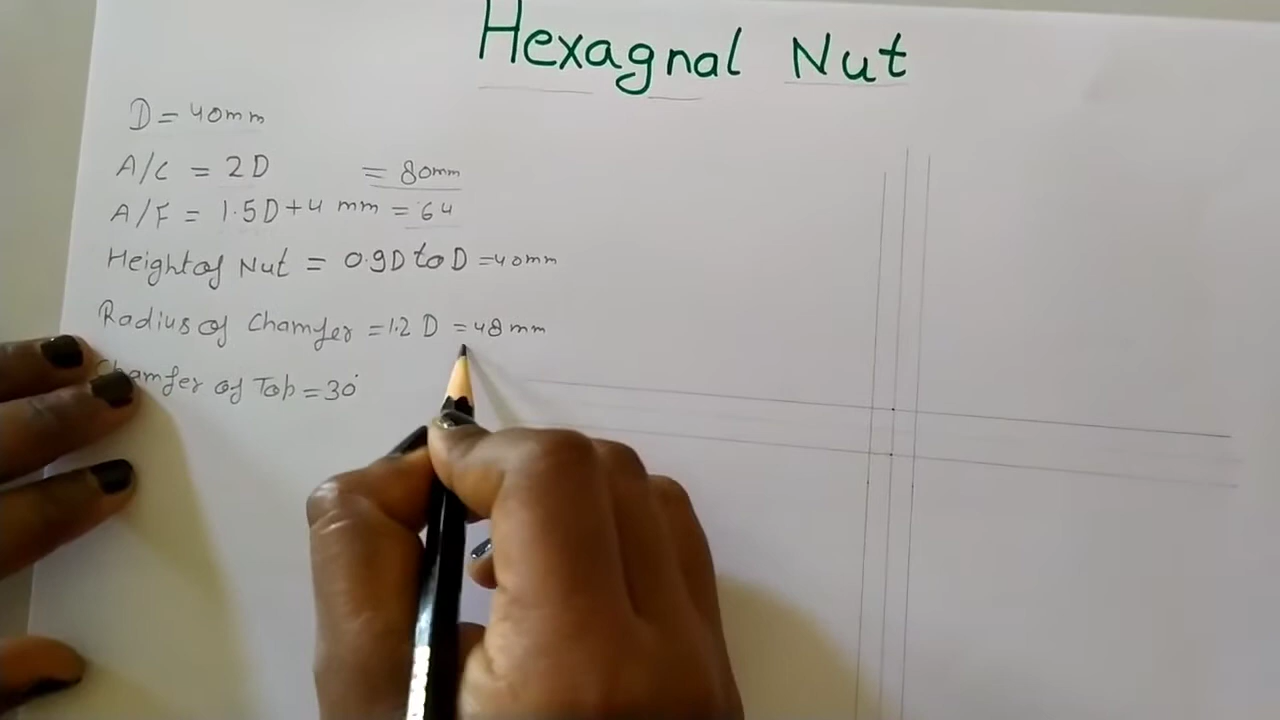 Hexagnal Nut
D = 40mm
A/C = 2D = 80mm
A/F = 1.5D+4 mm = 64
Height of Nut = 0.9D to D =40mm
Radius of Chamfer =1.2 D =48 mm
Chamfer of Top =30°